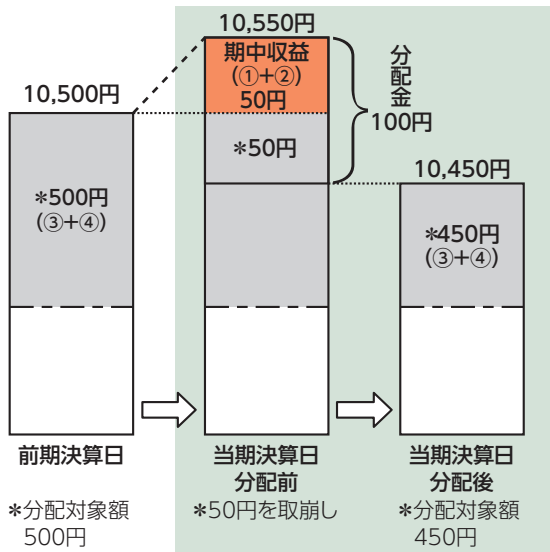 10,500円
*500円
(③+④)
前期決算日
*分配対象額
500円
10,550円
期中収益
(①+②)
50円
*50円
分配金
100円
当期決算日
分配前
*50円を取崩し
10,450円
*450円
(③+④)
当期決算日
分配後
*分配対象額
450円